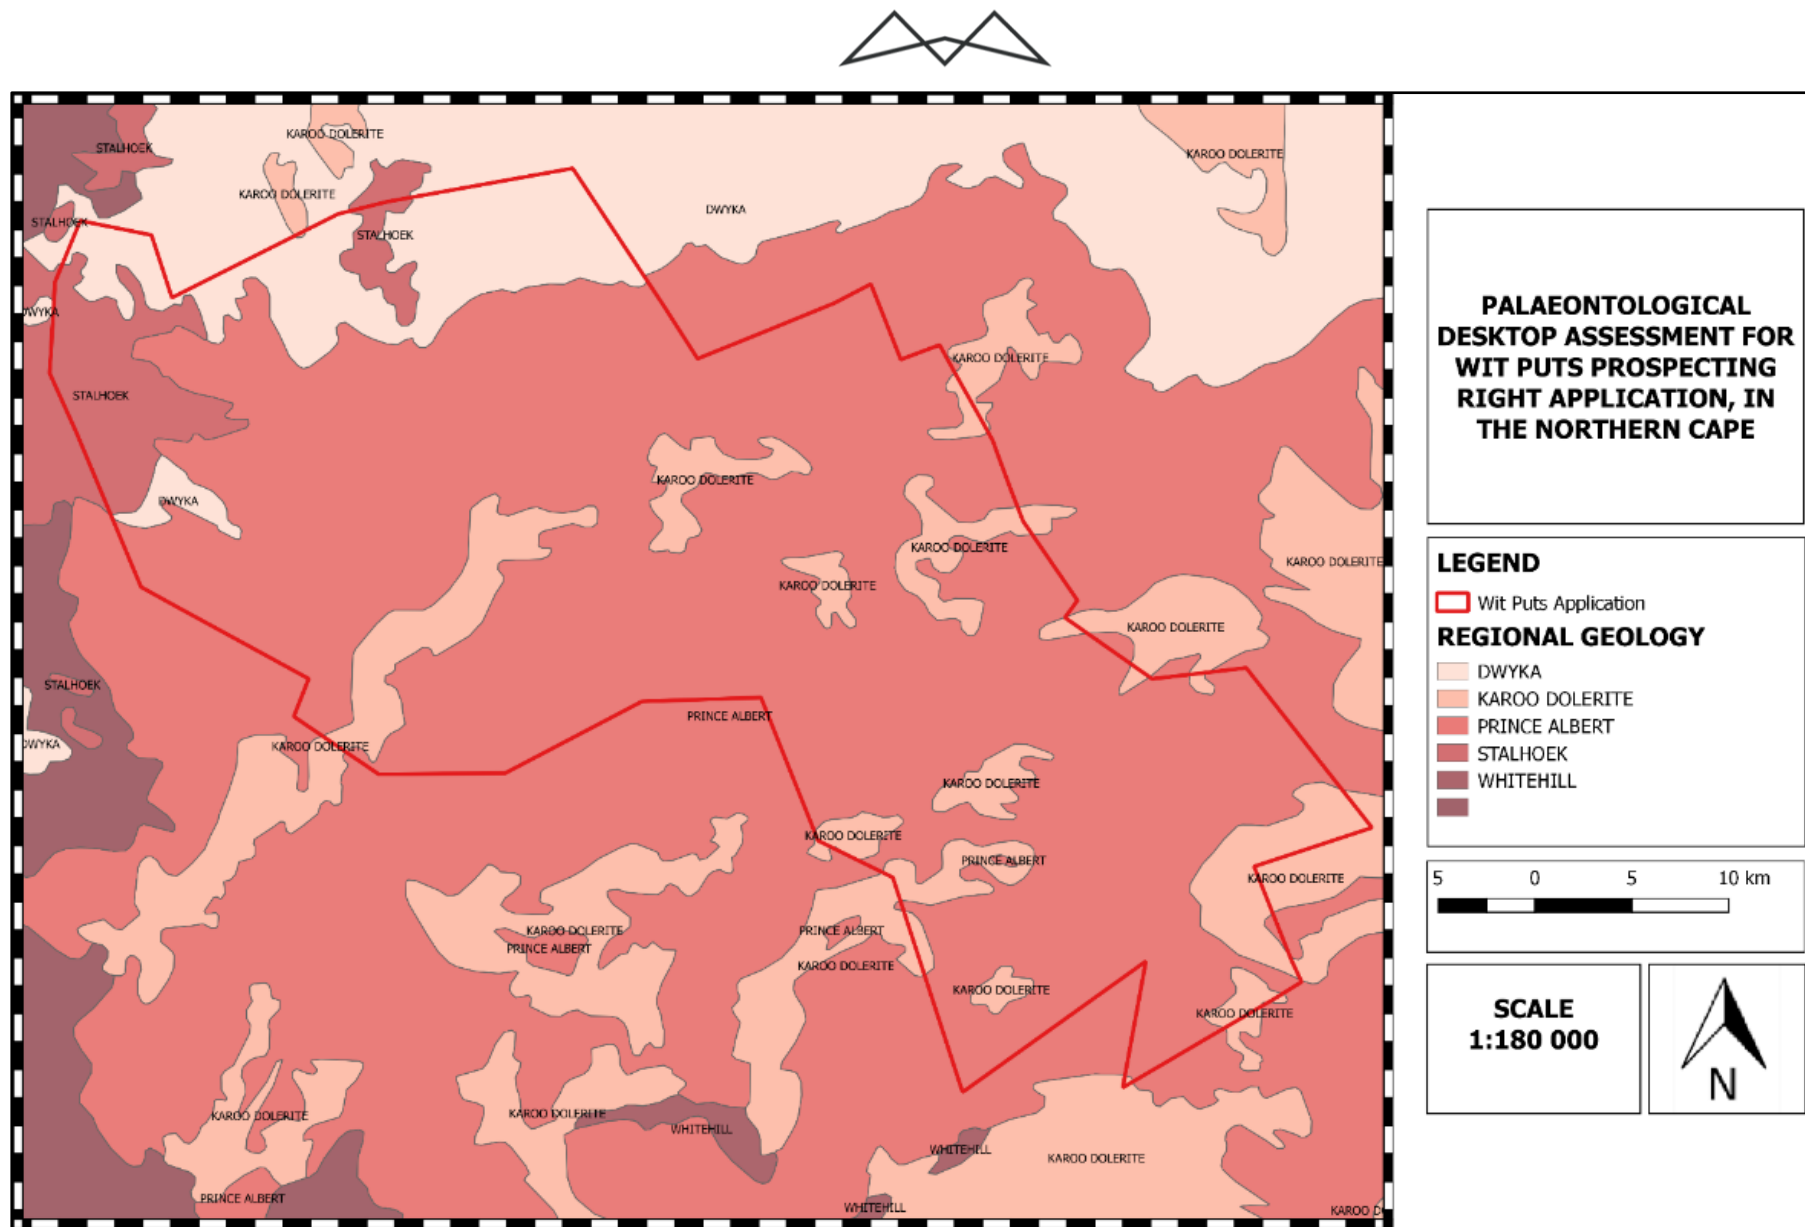 KAROO DOLERITE
STALHOEK
KAROO DOLERITE
KAROO DOLERITE
DWYKA
STALHOEK
STALHOEK
DWYKA
KAROO DOLERITE
STALHOEK
KAROO DOLERITE
DWYKA
KAROO DOLERITE
KAROO DOLERITE
KAROO DOLERITE
KAROO DOLERITE
STALHOEK
PRINCE ALBERT
DWYKA
KAROO DOLERITE
KAROO DOLERITE
KAROO DOLERITE
PRINCE ALBERT
KAROO DOLERITE
KAROO DOLERITE
PRINCE ALBERT
PRINCE ALBERT
KAROO DOLERITE
KAROO DOLERITE
KAROO DOLERITE
KAROO DOLERITE
KAROO DOLERITE
WHITEHILL
WHITEHILL
KAROO DOLERITE
PRINCE ALBERT
WHITEHILL
KAROO D
PALAEONTOLOGICAL
DESKTOP ASSESSMENT FOR
WIT PUTS PROSPECTING
RIGHT APPLICATION, IN
THE NORTHERN CAPE
LEGEND
Wit Puts Application
REGIONAL GEOLOGY
DWYKA
KAROO DOLERITE
PRINCE ALBERT
STALHOEK
WHITEHILL
5 0 5 10 km
SCALE
1:180 000
N